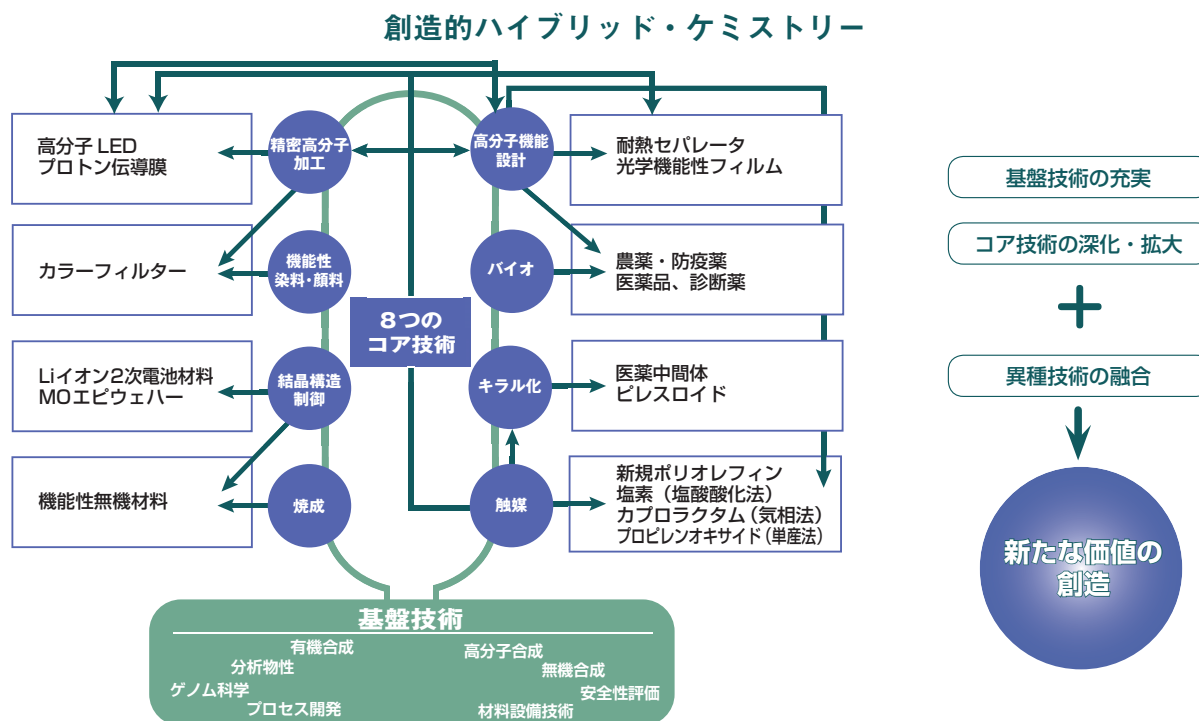 創造的ハイブリッド・ケミストリー
高分子 LED
プロトン伝導膜
精密高分子
加工
高分子機能
設計
耐熱セパレータ
光学機能性フィルム
カラーフィルター
機能性
染料・顔料
バイオ
農薬・防疫薬
医薬品、診断薬
8つの
コア技術
Liイオン2次電池材料
MOエピウェハー
結晶構造
制御
キラル化
医薬中間体
ピレスロイド
機能性無機材料
焼成
触媒
新規ポリオレフィン
塩素（塩酸酸化法）
カプロラクタム（気相法）
プロピレンオキサイド（単産法）
基盤技術
有機合成
高分子合成
分析物性
無機合成
ゲノム科学
安全性評価
プロセス開発
材料設備技術
基盤技術の充実
コア技術の深化・拡大
異種技術の融合
新たな価値の
創造